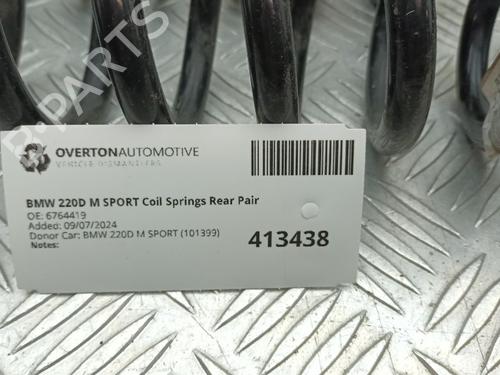 B-PARTS
OVERTONAUTOMOTIVE
VEHICLE DISMANTLERS
BMW 220D M SPORT Coil Springs Rear Pair
OE: 6764419
Added: 09/07/2024
Donor Car: BMW 220D M SPORT (101399)
Notes:
413438